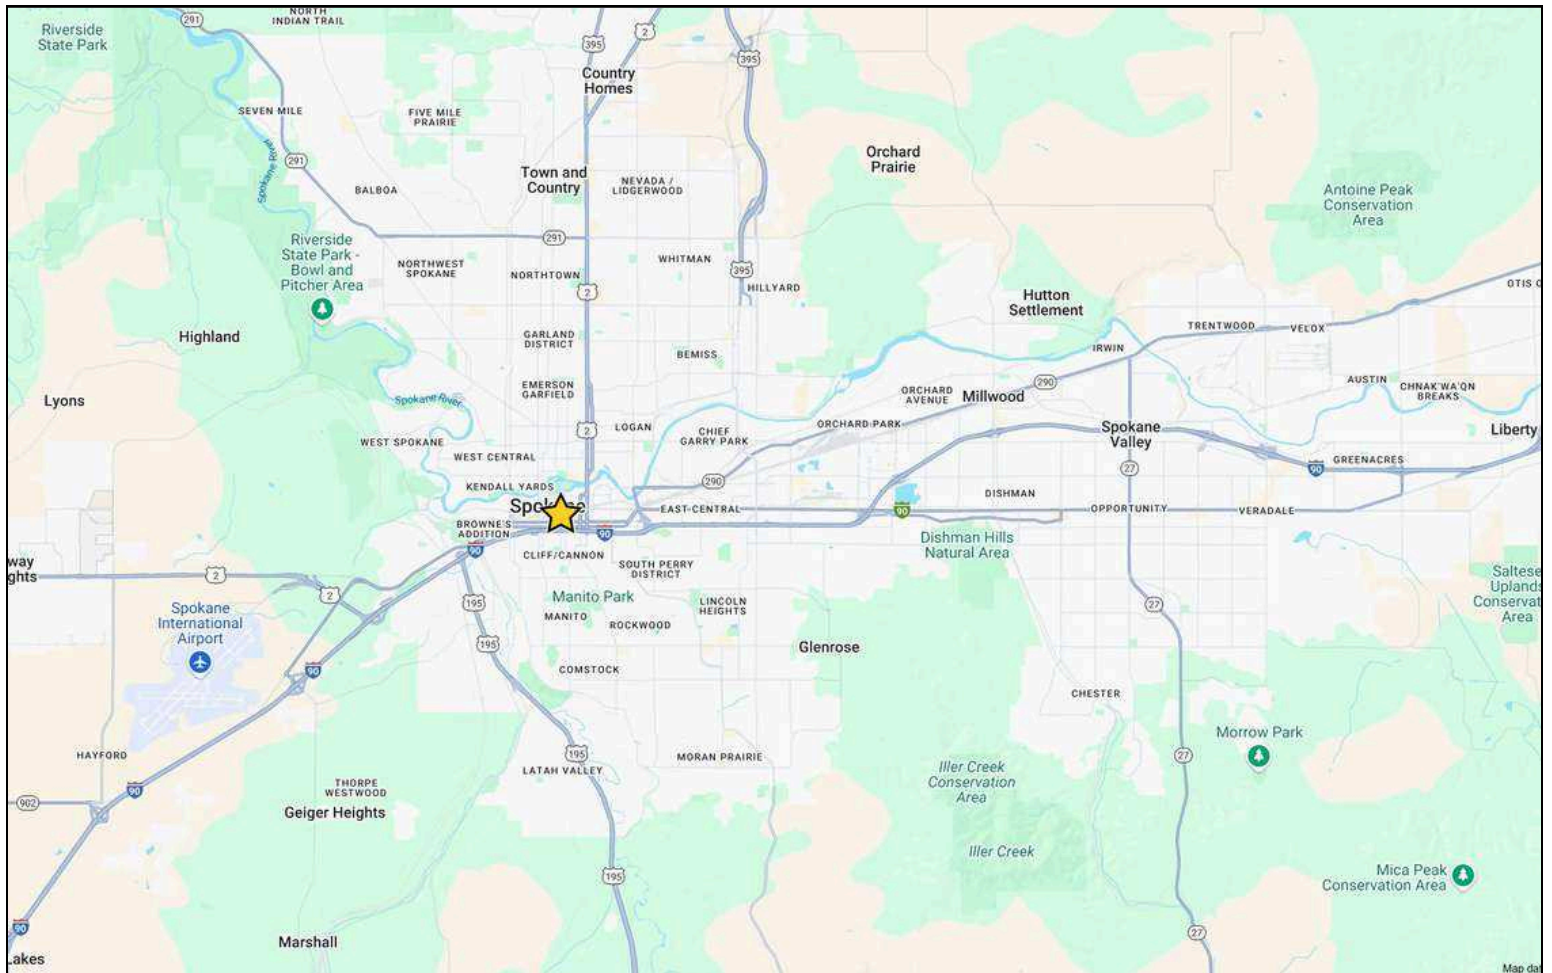 291
NORTH
INDIAN TRAIL
Riverside
State Park
395
2
395
Country
Homes
SEVEN MILE
FIVE MILE
PRAIRIE
291
Spokane River
BALBOA
Town and
Country
NEVADA /
LIDGERWOOD
Orchard
Prairie
Antoine Peak
Conservation
Area
291
Riverside
State Park -
Bowl and
Pitcher Area
NORTHWEST
SPOKANE
NORTHTOWN
WHITMAN
395
HILLYARD
2
Hutton
Settlement
OTIS O
Highland
GARLAND
DISTRICT
BEMISS
TRENTWOOD
VELOX
IRWIN
Lyons
Spokane River
EMERSON
GARFIELD
ORCHARD
AVENUE
Millwood
290
AUSTIN
CHNAK'WA'QN
BREAKS
WEST SPOKANE
2
LOGAN
CHIEF
GARRY PARK
ORCHARD PARK
Spokane
Valley
Liberty
WEST CENTRAL
27
90
GREENACRES
KENDALL YARDS
290
DISHMAN
Spokane
BROWNE'S
ADDITION
90
EAST CENTRAL
90
OPPORTUNITY
VERADALE
90
CLIFF/CANNON
SOUTH PERRY
DISTRICT
Dishman Hills
Natural Area
way
ghts
2
2
195
Manito Park
MANITO
ROCKWOOD
LINCOLN
HEIGHTS
27
Saltese
Uplands
Conservat
Area
Spokane
International
Airport
195
Glenrose
90
COMSTOCK
CHESTER
HAYFORD
195
LATAH VALLEY
MORAN PRAIRIE
27
Morrow Park
90
902
THORPE
WESTWOOD
Geiger Heights
Iller Creek
Conservation
Area
Iller Creek
195
Mica Peak
Conservation Area
90
Marshall
27
Lakes
Map dat